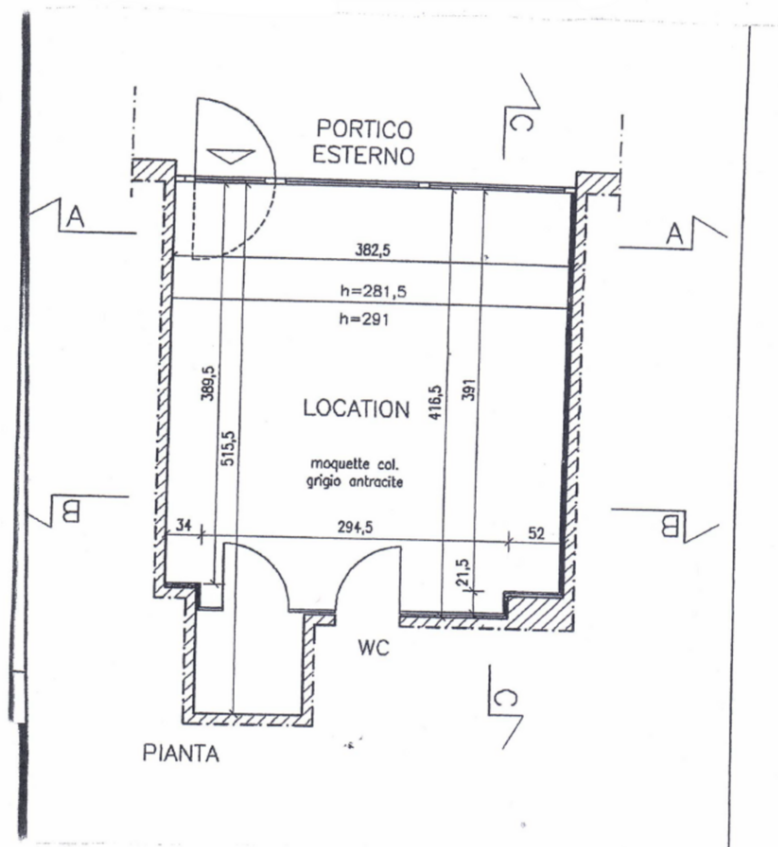 C
PORTICO
ESTERNO
A
A
382,5
h=281,5
h=291
389,5
515,5
416,5
391
LOCATION
moquette col.
grigio antracite
B
B
34
294,5
52
21,5
WC
C
PIANTA